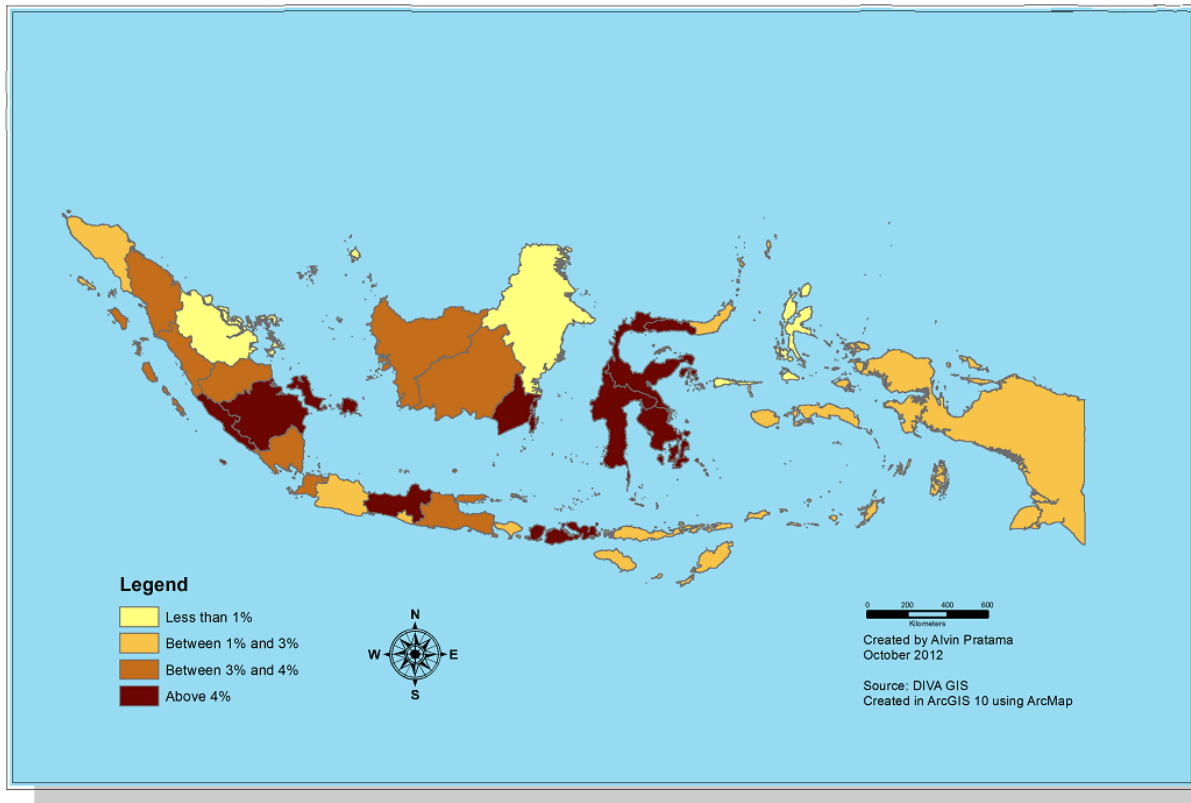 Legend
Less than 1%
Between 1% and 3%
Between 3% and 4%
Above 4%
N
W E
S
0 200 400 600
Kilometers
Created by Alvin Pratama
October 2012
Source: DIVA GIS
Created in ArcGIS 10 using ArcMap